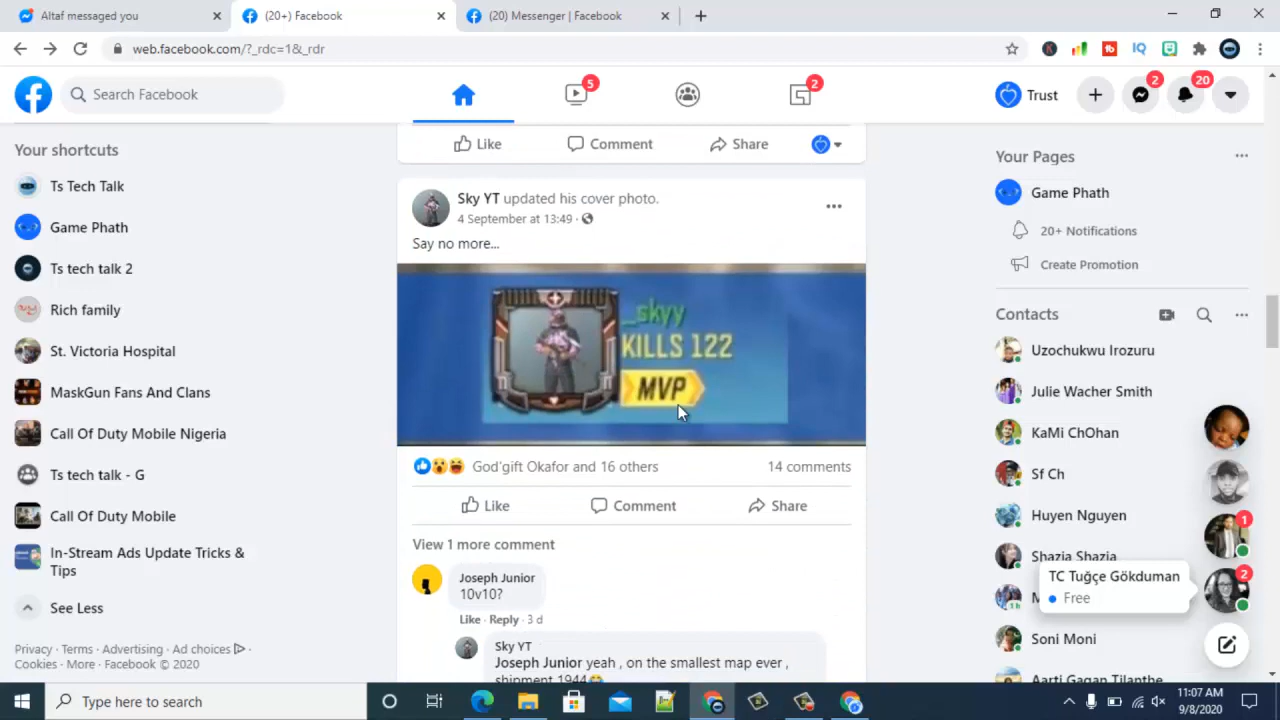 Altaf messaged you
(20+) Facebook
(20) Messenger | Facebook
web.facebook.com/?_rdc=1&_rdr
Search Facebook
5
2
Trust
2
20
Your shortcuts
Ts Tech Talk
Game Phath
Ts tech talk 2
Rich family
St. Victoria Hospital
MaskGun Fans And Clans
Call Of Duty Mobile Nigeria
Ts tech talk - G
Call Of Duty Mobile
In-Stream Ads Update Tricks &
Tips
See Less
Privacy · Terms · Advertising · Ad choices ·
Cookies · More · Facebook © 2020
Like
Comment
Share
Sky YT updated his cover photo.
4 September at 13:49 ·
Say no more...
_skyy
KILLS 122
MVP
God'gift Okafor and 16 others
14 comments
Like
Comment
Share
View 1 more comment
Joseph Junior
10v10?
Like · Reply · 3 d
Sky YT
Joseph Junior yeah , on the smallest map ever ,
shipment 1944
Your Pages
Game Phath
20+ Notifications
Create Promotion
Contacts
Uzochukwu Irozuru
Julie Wacher Smith
KaMi ChOhan
Sf Ch
Huyen Nguyen
Shazia Shazia
1 h
Soni Moni
Aarti Gagan Tilanthe
1
2
TC Tuğçe Gökduman
Free
Type here to search
11:07 AM
9/8/2020